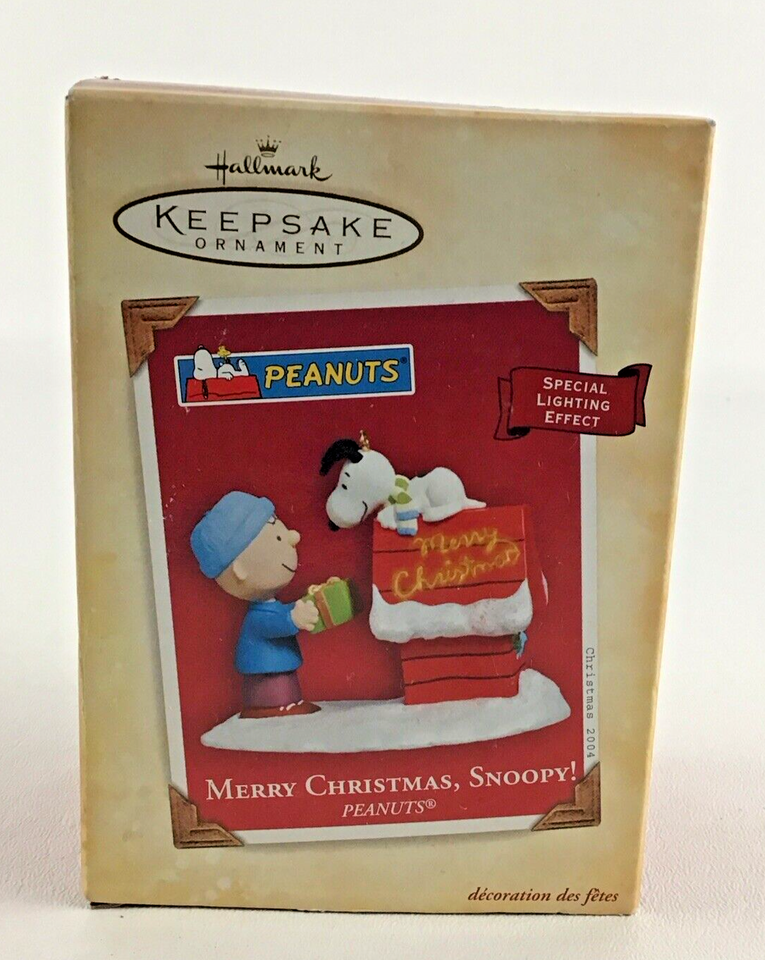 Hallmark
KEEPSAKE
ORNAMENT
PEANUTS®
SPECIAL
LIGHTING
EFFECT
Merry
Christmas
Christmas 2004
MERRY CHRISTMAS, SNOOPY!
PEANUTS®
décoration des fêtes